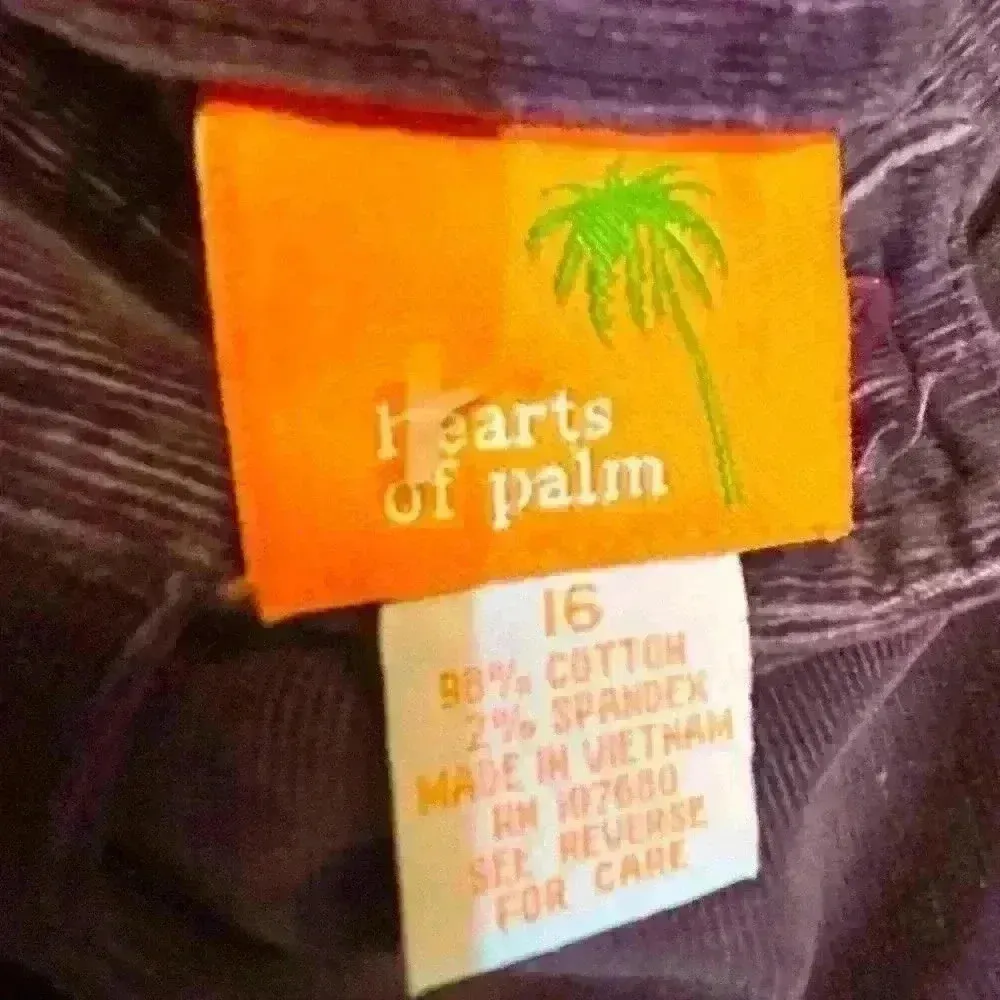 hearts
of palm
16
98% COTTON
2% SPANDEX
MADE IN VIETNAM
RN 107680
SEE REVERSE
FOR CARE